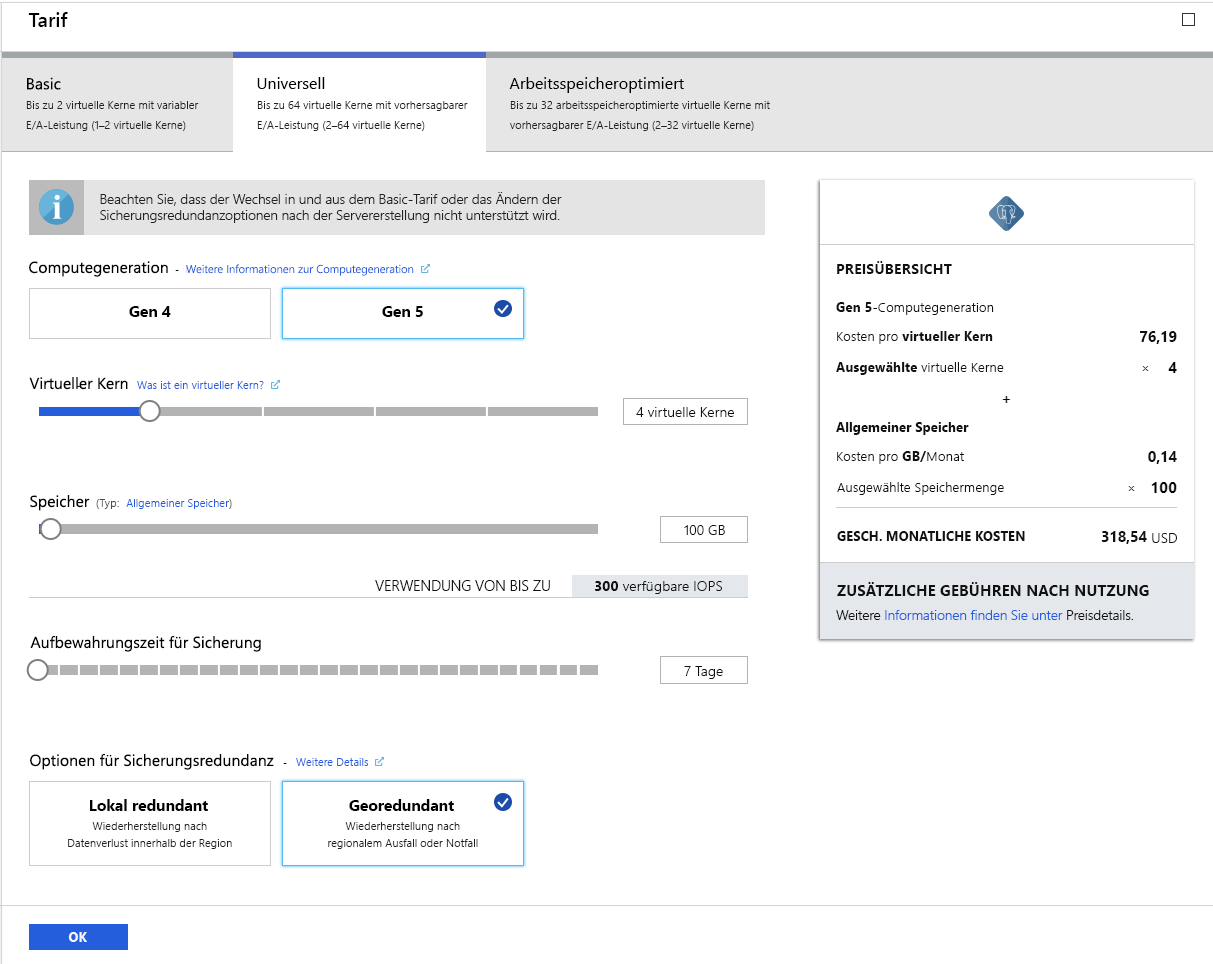 Tarif
Basic
Bis zu 2 virtuelle Kerne mit variabler
E/A-Leistung (1–2 virtuelle Kerne)
Universell
Bis zu 64 virtuelle Kerne mit vorhersagbarer
E/A-Leistung (2–64 virtuelle Kerne)
Arbeitsspeicheroptimiert
Bis zu 32 arbeitsspeicheroptimierte virtuelle Kerne mit
vorhersagbarer E/A-Leistung (2–32 virtuelle Kerne)
Beachten Sie, dass der Wechsel in und aus dem Basic-Tarif oder das Ändern der
Sicherungsredundanzoptionen nach der Servererstellung nicht unterstützt wird.
Computegeneration - Weitere Informationen zur Computegeneration
Gen 4
Gen 5
Virtueller Kern Was ist ein virtueller Kern?
4 virtuelle Kerne
Speicher (Typ: Allgemeiner Speicher)
100 GB
VERWENDUNG VON BIS ZU 300 verfügbare IOPS
Aufbewahrungszeit für Sicherung
7 Tage
Optionen für Sicherungsredundanz - Weitere Details
Lokal redundant
Wiederherstellung nach
Datenverlust innerhalb der Region
Georedundant
Wiederherstellung nach
regionalem Ausfall oder Notfall
OK
PREISÜBERSICHT
Gen 5-Computegeneration
Kosten pro virtueller Kern 76,19
Ausgewählte virtuelle Kerne × 4
+
Allgemeiner Speicher
Kosten pro GB/Monat 0,14
Ausgewählte Speichermenge × 100
GESCH. MONATLICHE KOSTEN 318,54 USD
ZUSÄTZLICHE GEBÜHREN NACH NUTZUNG
Weitere Informationen finden Sie unter Preisdetails.